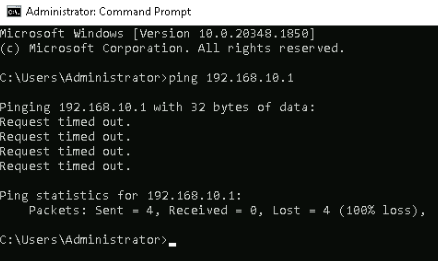 Administrator: Command Prompt
Microsoft Windows [Version 10.0.20348.1850]
(c) Microsoft Corporation. All rights reserved.
C:\Users\Administrator>ping 192.168.10.1
Pinging 192.168.10.1 with 32 bytes of data:
Request timed out.
Request timed out.
Request timed out.
Request timed out.
Ping statistics for 192.168.10.1:
    Packets: Sent = 4, Received = 0, Lost = 4 (100% loss),
C:\Users\Administrator>